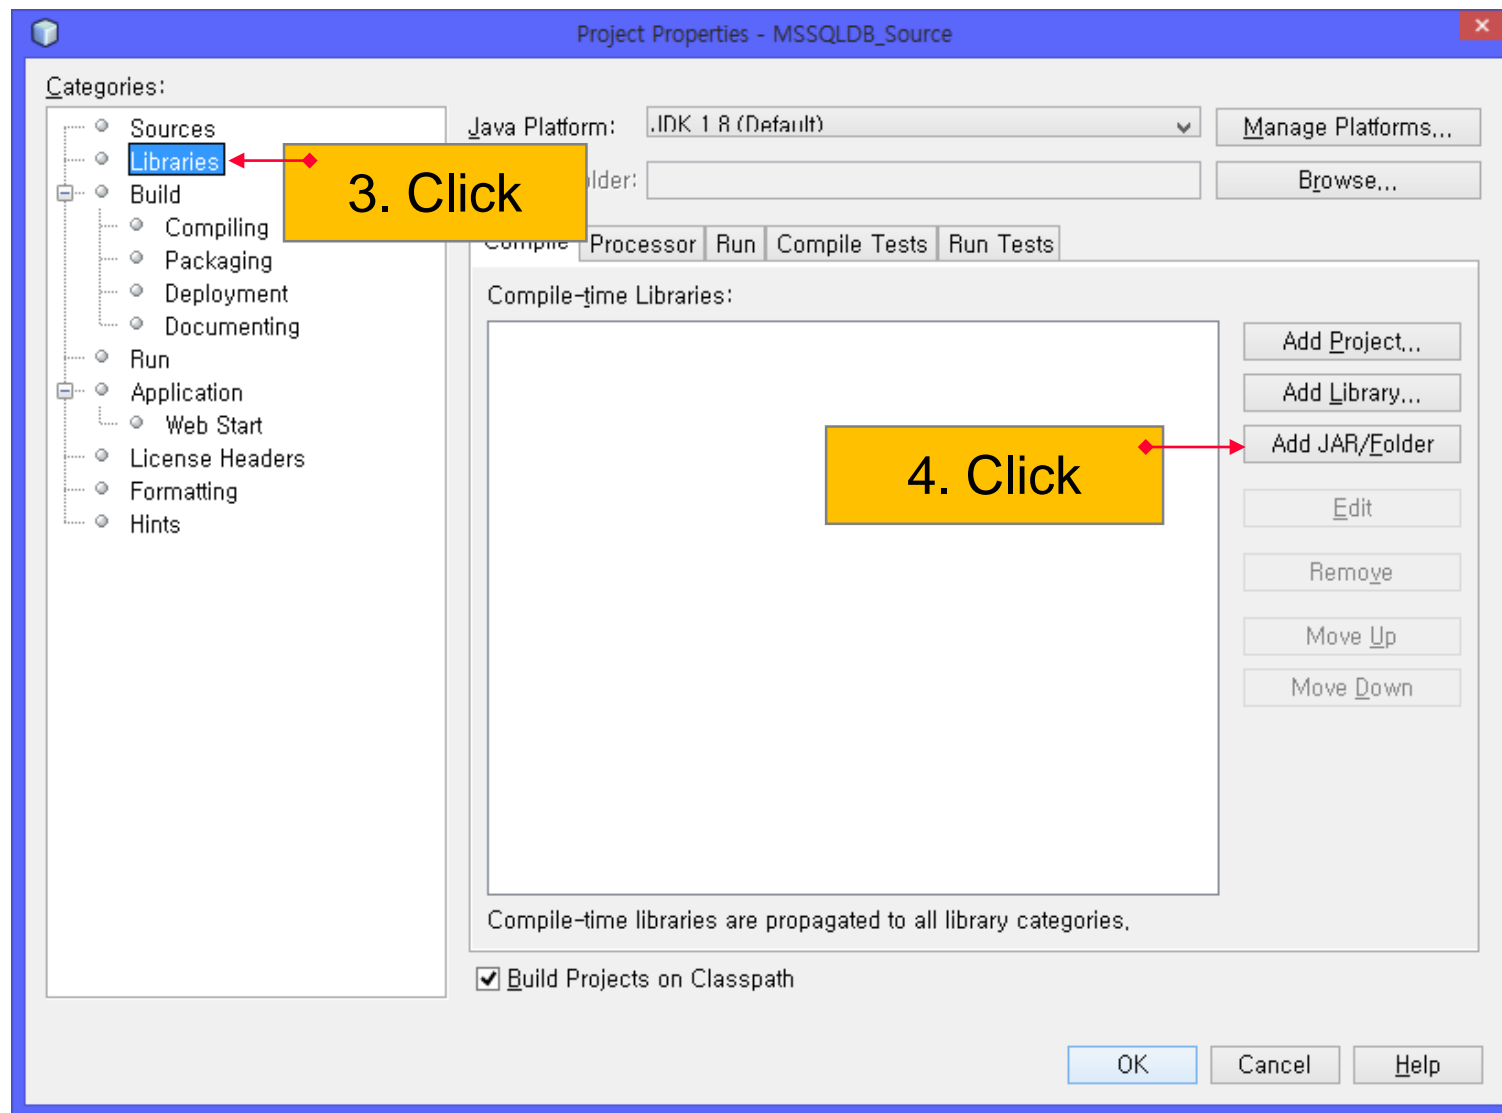 Project Properties - MSSQLDB_Source
Categories:
Sources
Libraries
Build
Compiling
Packaging
Deployment
Documenting
Run
Application
Web Start
License Headers
Formatting
Hints
3. Click
Java Platform: JDK 1.8 (Default)
Manage Platforms...
older:
Browse...
Compile Processor Run Compile Tests Run Tests
Compile-time Libraries:
Add Project...
Add Library...
4. Click
Add JAR/Folder
Edit
Remove
Move Up
Move Down
Compile-time libraries are propagated to all library categories.
Build Projects on Classpath
OK Cancel Help